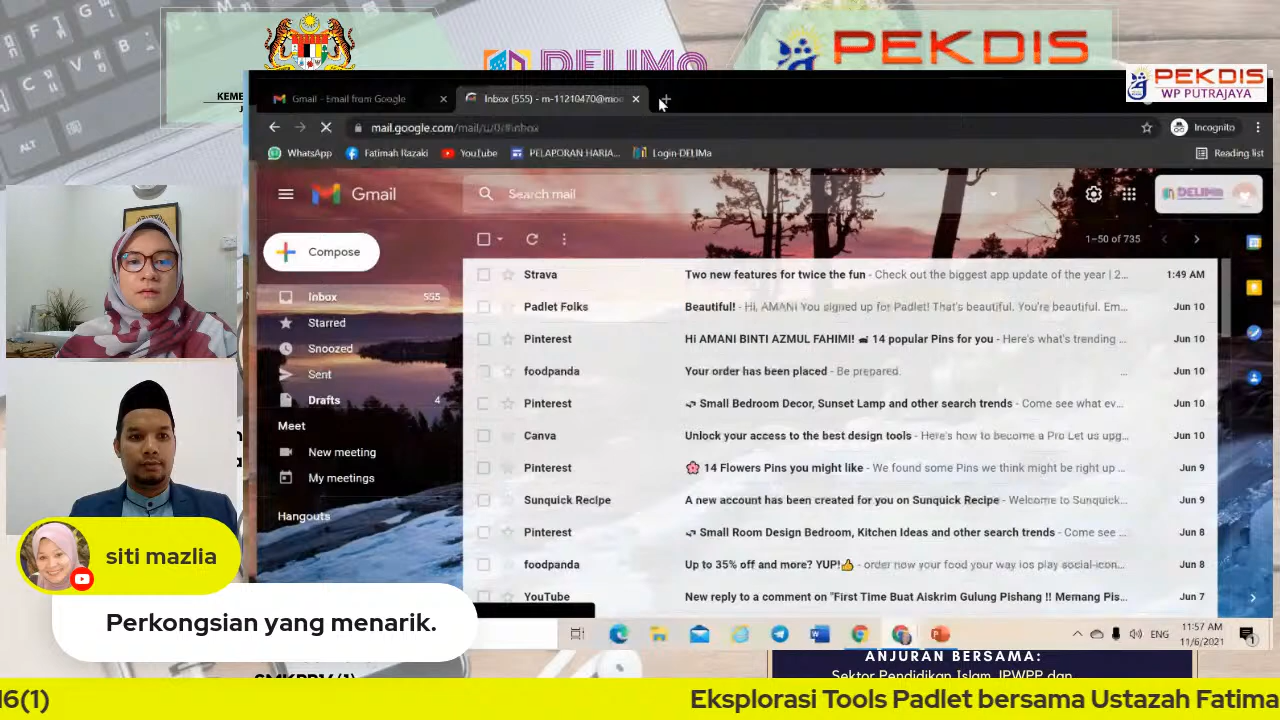 KEME
DELIMa
PEKDIS
PEKDIS
WP PUTRAJAYA
Gmail - Email from Google
Inbox (555) - m-11210470@moe
mail.google.com/mail/u/0/#inbox
Incognito
WhatsApp
Fatimah Razaki
YouTube
PELAPORAN HARIA...
Login-DELIMa
Reading list
Gmail
Search mail
DELIMa
Compose
1–50 of 735
Inbox 555
Starred
Snoozed
Sent
Drafts 4
Meet
New meeting
My meetings
Hangouts
Strava Two new features for twice the fun - Check out the biggest app update of the year | 2... 1:49 AM
Padlet Folks Beautiful! - Hi, AMANI You signed up for Padlet! That's beautiful. You're beautiful. Em... Jun 10
Pinterest Hi AMANI BINTI AZMUL FAHIMI! 14 popular Pins for you - Here's what's trending ... Jun 10
foodpanda Your order has been placed - Be prepared. ... Jun 10
Pinterest Small Bedroom Decor, Sunset Lamp and other search trends - Come see what ev... Jun 10
Canva Unlock your access to the best design tools - Here's how to become a Pro Let us upg... Jun 10
Pinterest 🌸 14 Flowers Pins you might like - We found some Pins we think might be right up ... Jun 9
Sunquick Recipe A new account has been created for you on Sunquick Recipe - Welcome to Sunquick... Jun 9
Pinterest Small Room Design Bedroom, Kitchen Ideas and other search trends - Come see ... Jun 8
foodpanda Up to 35% off and more? YUP!👍 - order now your food your way ios play social-icon... Jun 8
YouTube New reply to a comment on "First Time Buat Aiskrim Gulung Pishang !! Memang Pis... Jun 7
ENG
11:57 AM
11/6/2021
siti mazlia
Perkongsian yang menarik.
ANJURAN BERSAMA:
Sektor Pendidikan Islam JPWPP dan
SMKPP16(1)
16(1)
Eksplorasi Tools Padlet bersama Ustazah Fatima